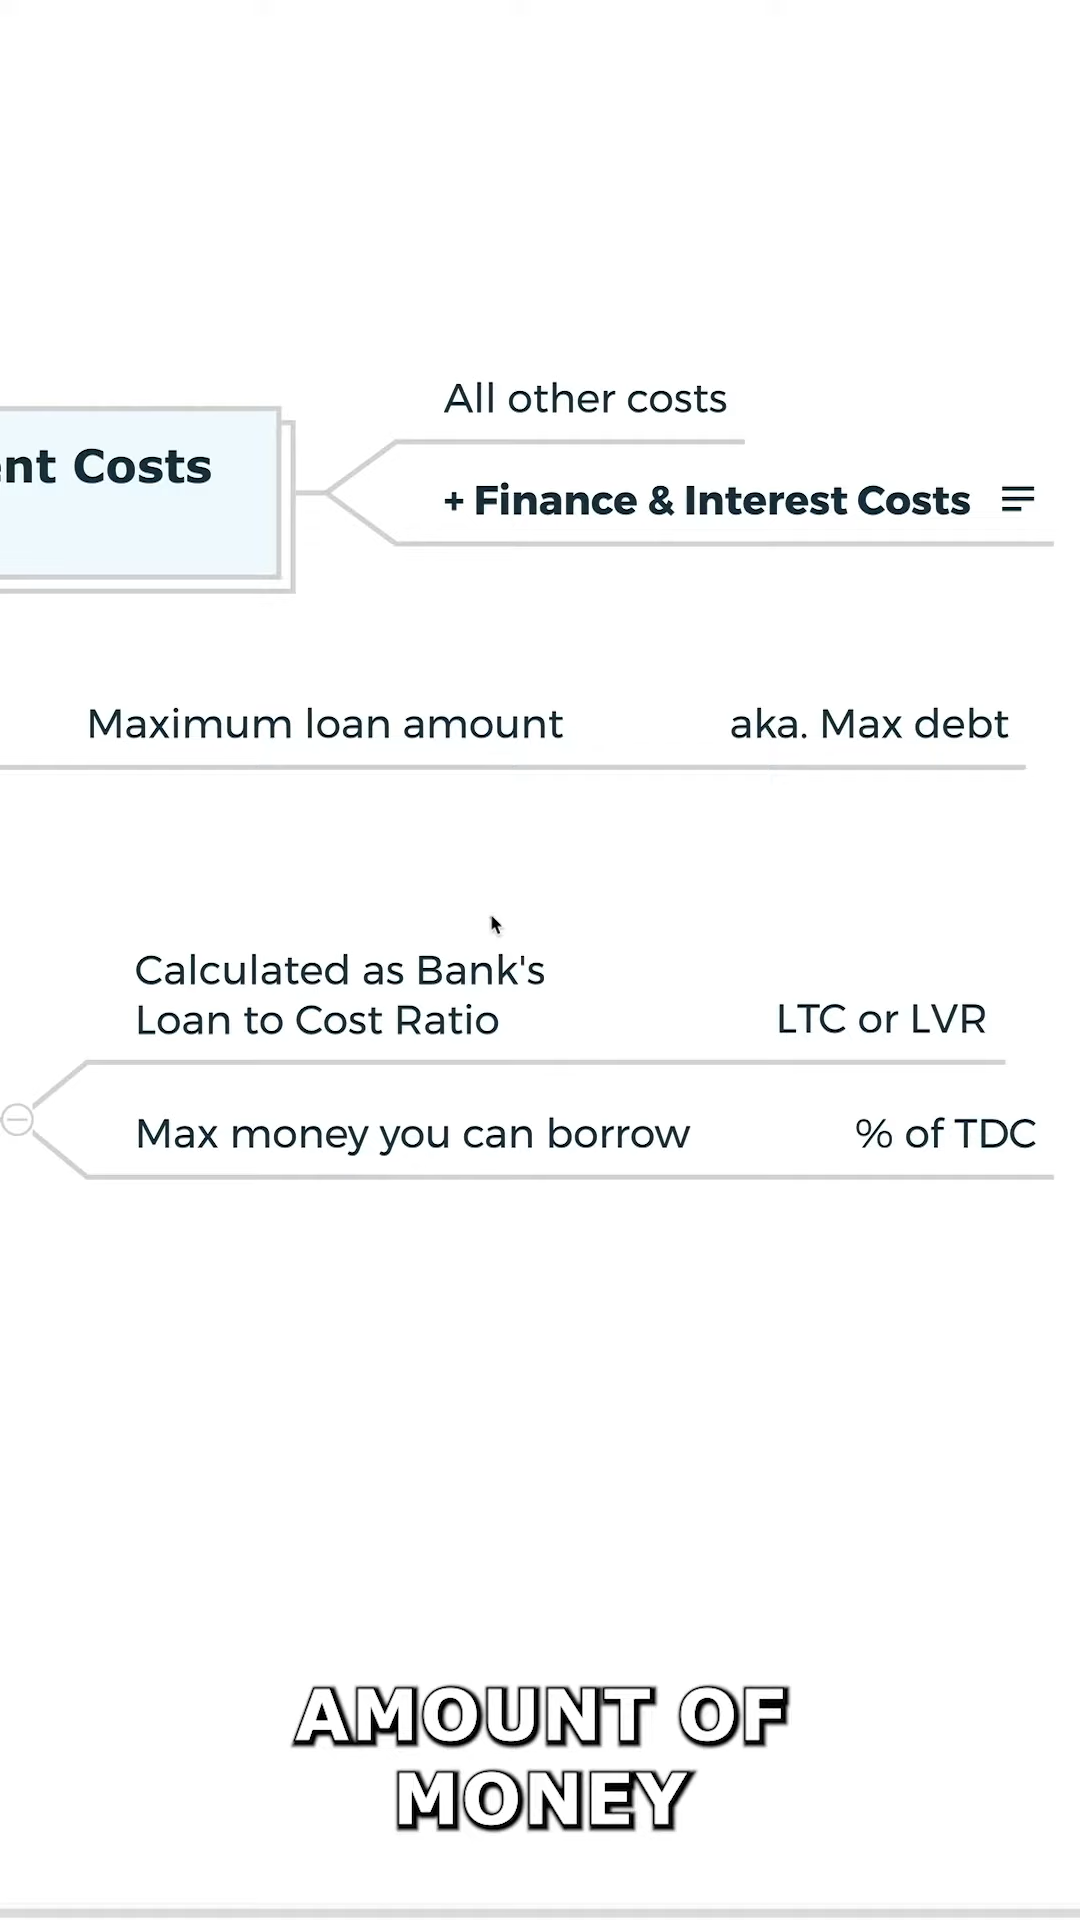 All other costs
ent Costs
+ Finance & Interest Costs
Maximum loan amount aka. Max debt
Calculated as Bank's
Loan to Cost Ratio LTC or LVR
Max money you can borrow % of TDC
AMOUNT OF
MONEY